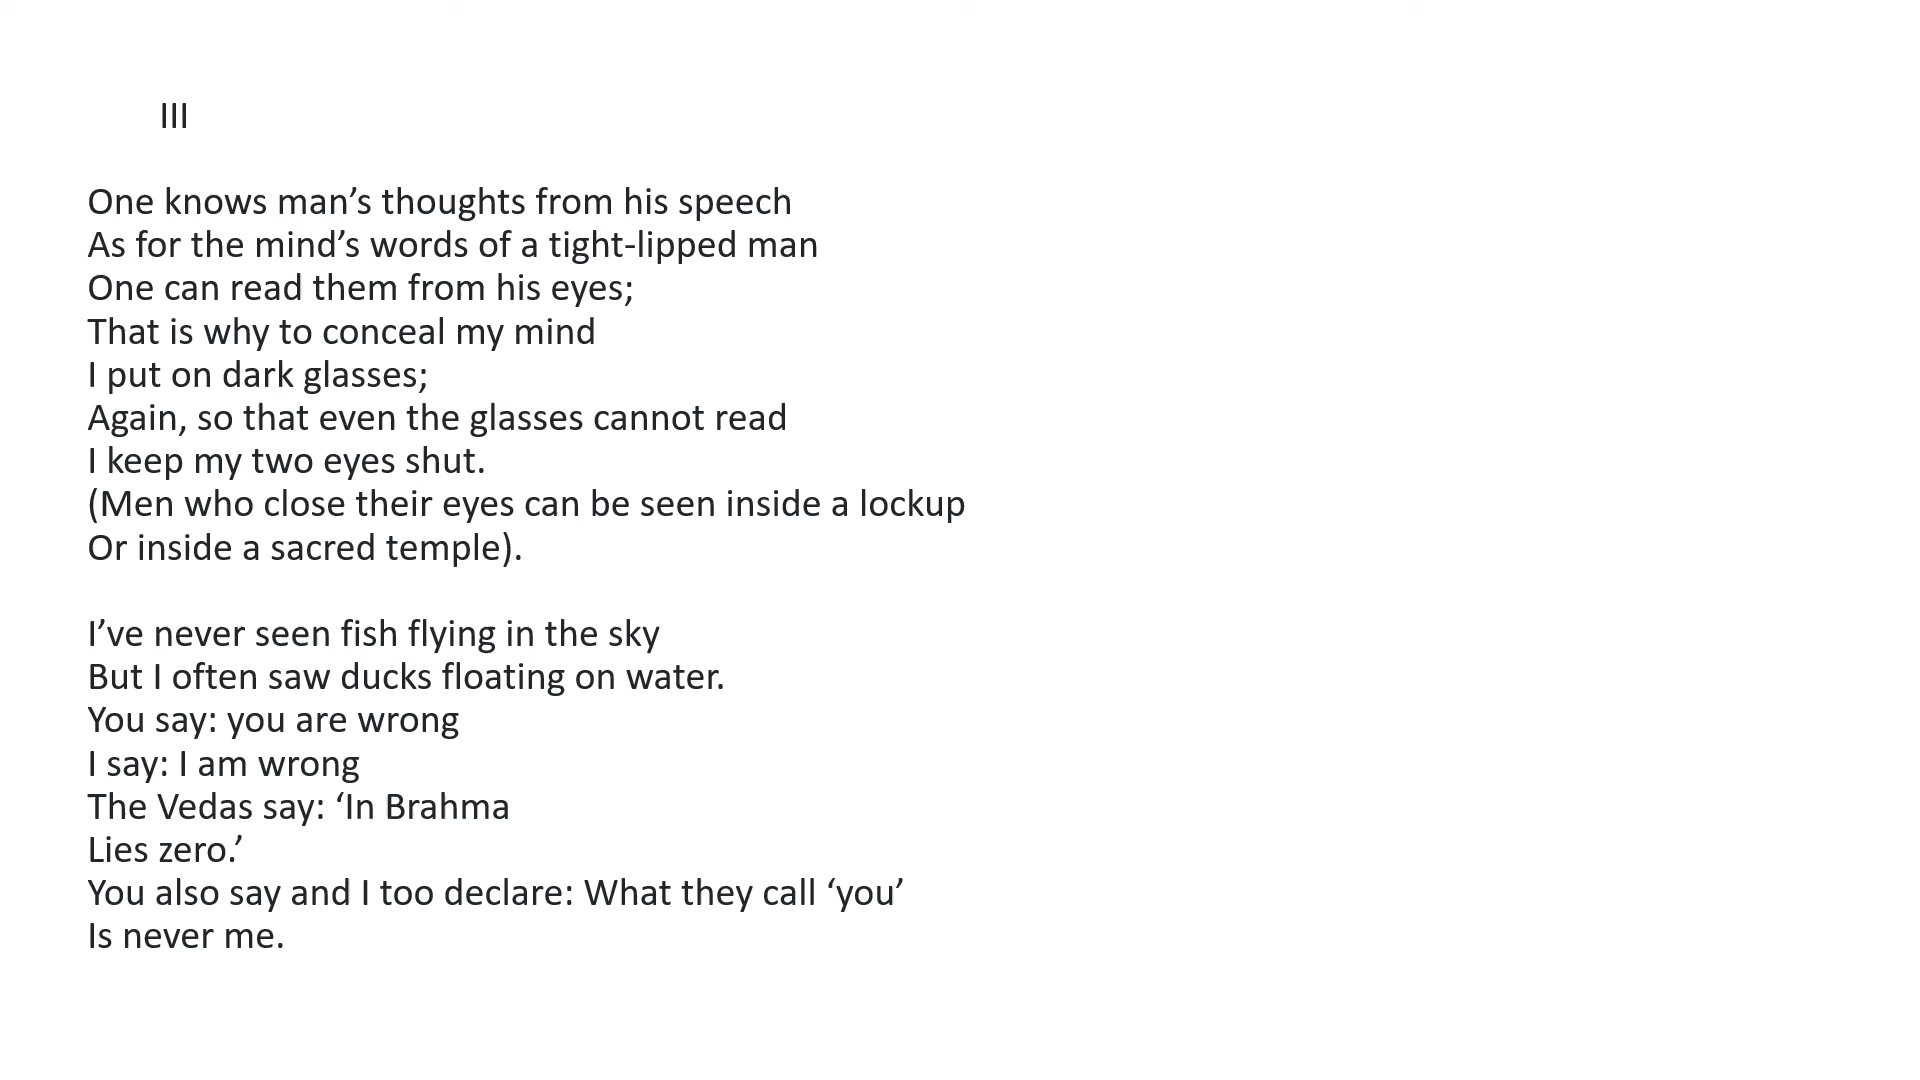 III
One knows man’s thoughts from his speech
As for the mind’s words of a tight-lipped man
One can read them from his eyes;
That is why to conceal my mind
I put on dark glasses;
Again, so that even the glasses cannot read
I keep my two eyes shut.
(Men who close their eyes can be seen inside a lockup
Or inside a sacred temple).
I’ve never seen fish flying in the sky
But I often saw ducks floating on water.
You say: you are wrong
I say: I am wrong
The Vedas say: ‘In Brahma
Lies zero.’
You also say and I too declare: What they call ‘you’
Is never me.